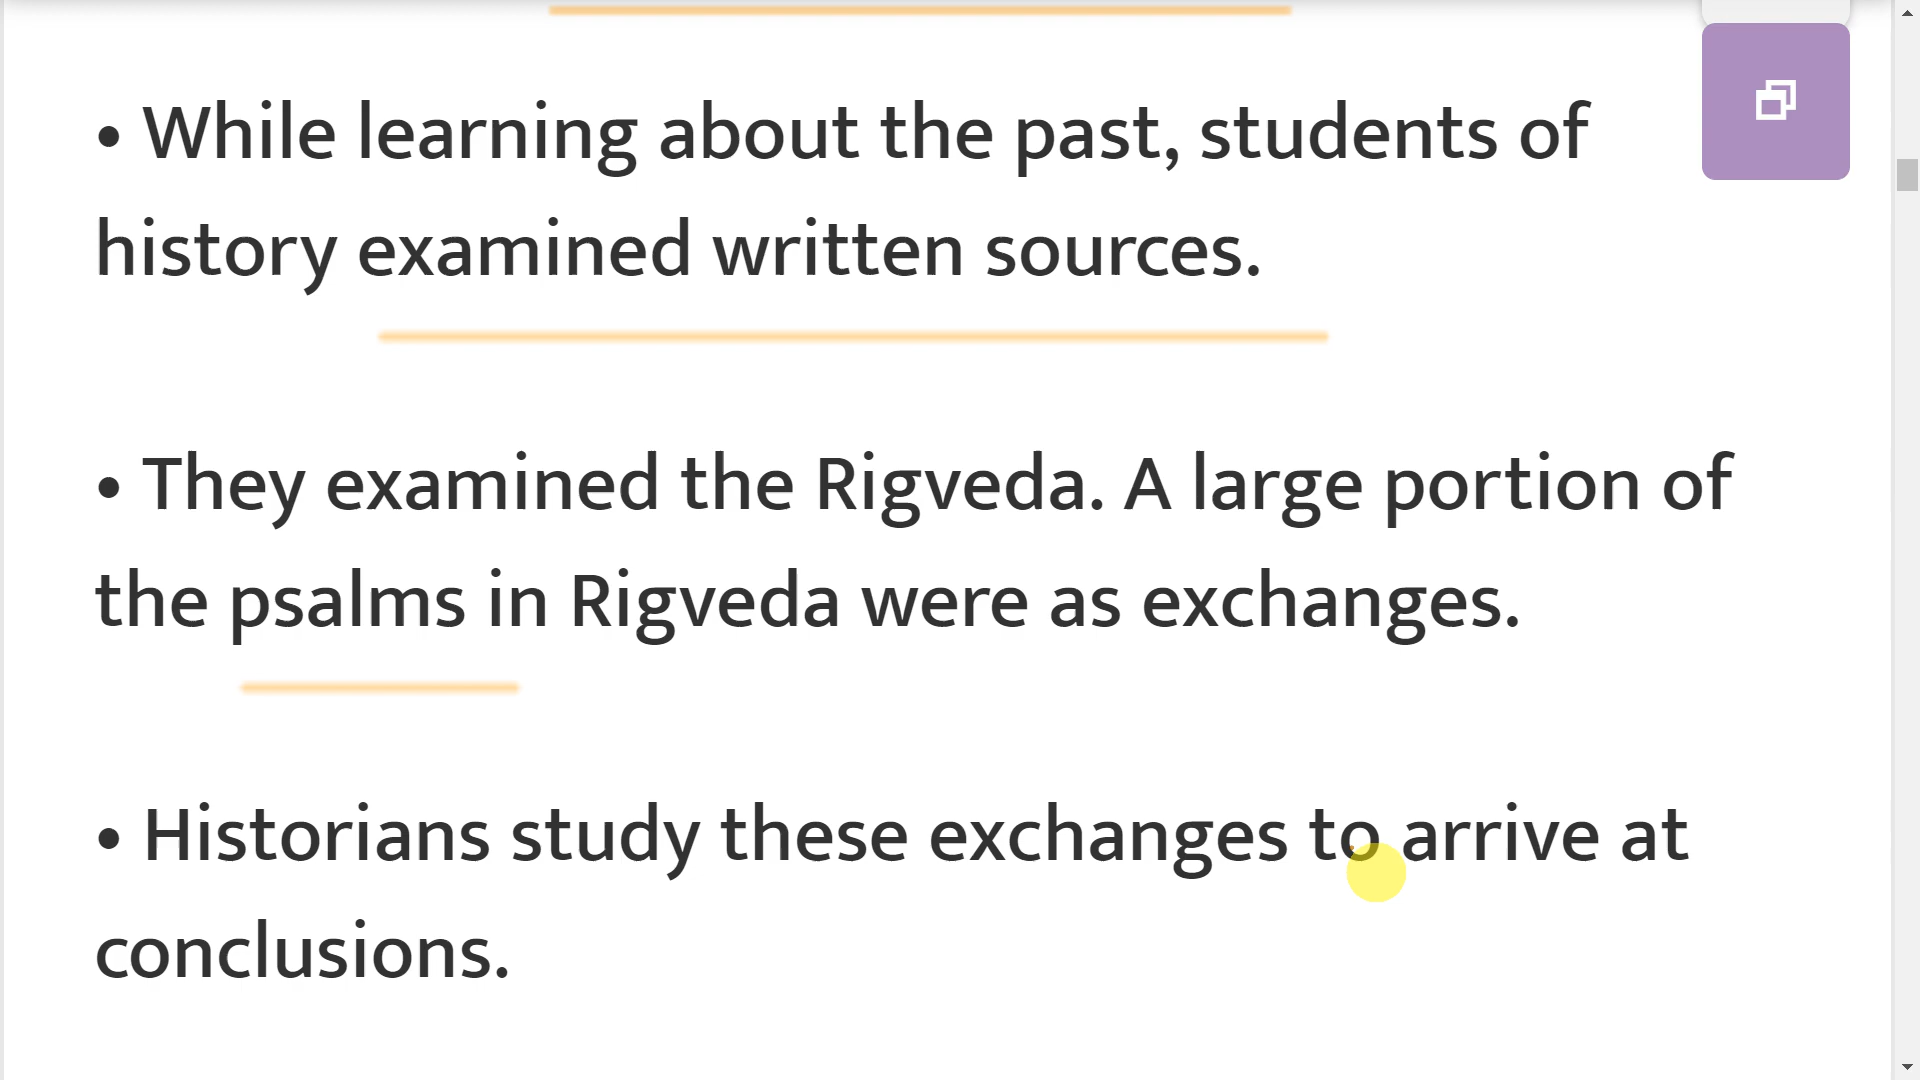 • While learning about the past, students of
history examined written sources.
• They examined the Rigveda. A large portion of
the psalms in Rigveda were as exchanges.
• Historians study these exchanges to arrive at
conclusions.